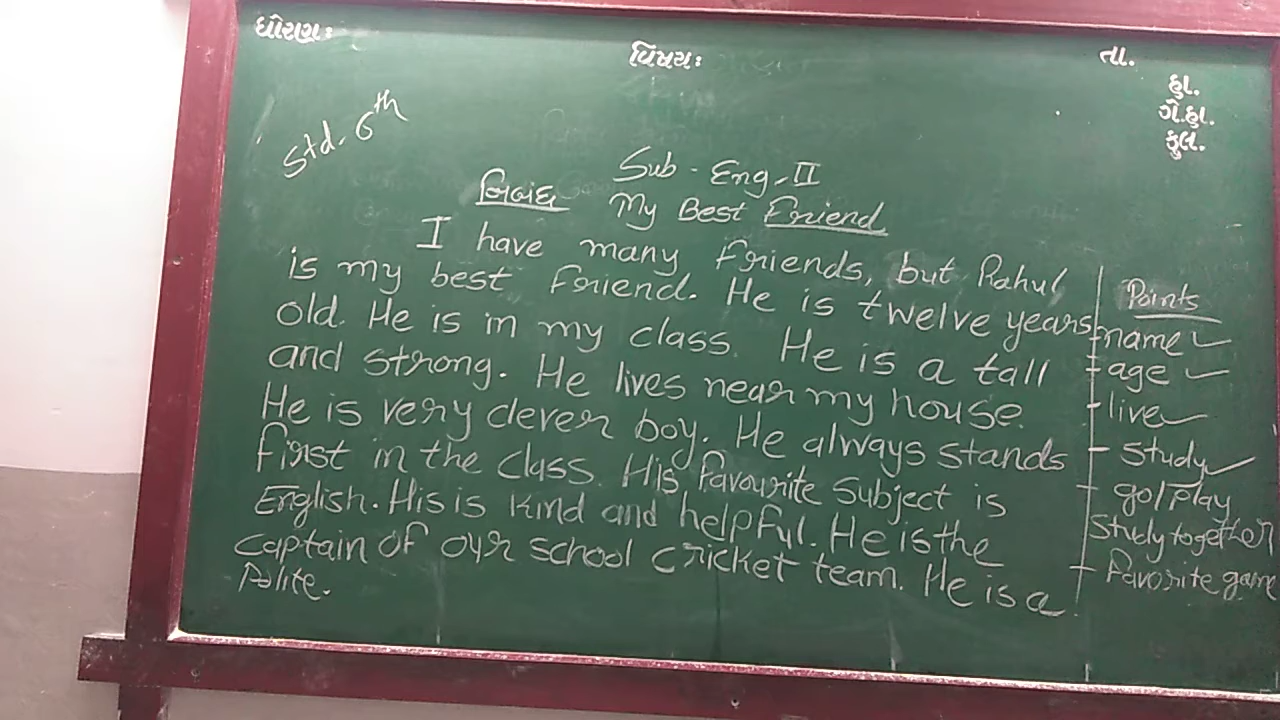 ધોરણ:
વિષય:
તા.
હા.
ગે.હા.
કુલ.
Std. 6th
Sub - Eng-II
નિબંધ My Best Friend
I have many Friends, but Rahul
is my best Friend. He is twelve years
old. He is in my class. He is a tall
and strong. He lives near my house.
He is very clever boy. He always stands
first in the class. His favourite Subject is
English. His is kind and helpful. He is the
captain of our school cricket team. He is a
Polite.
Points
- name ✓
- age ✓
- live ✓
- study ✓
- go/play
Study together
- Favorite game